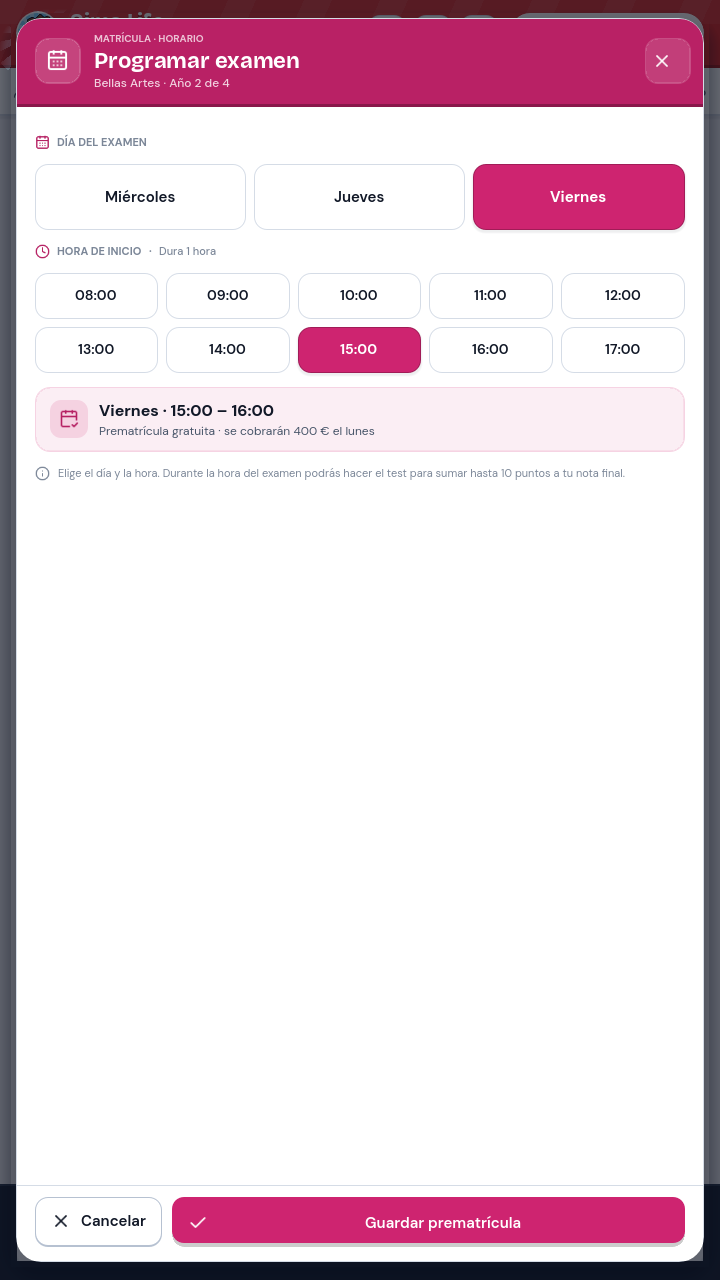 MATRÍCULA · HORARIO
Programar examen
Bellas Artes · Año 2 de 4
DÍA DEL EXAMEN
Miércoles
Jueves
Viernes
HORA DE INICIO · Dura 1 hora
08:00
09:00
10:00
11:00
12:00
13:00
14:00
15:00
16:00
17:00
Viernes · 15:00 – 16:00
Prematrícula gratuita · se cobrarán 400 € el lunes
Elige el día y la hora. Durante la hora del examen podrás hacer el test para sumar hasta 10 puntos a tu nota final.
Cancelar
Guardar prematrícula